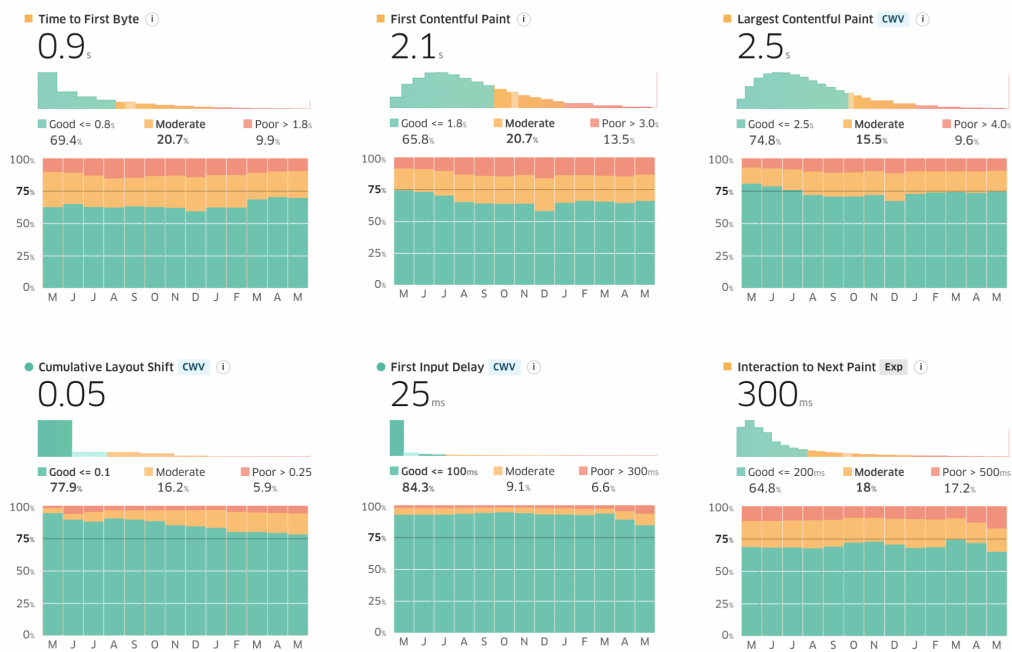 Time to First Byte i
0.9s
Good <= 0.8s Moderate Poor > 1.8s
69.4% 20.7% 9.9%
100%
75%
50%
25%
0%
M J J A S O N D J F M A M
First Contentful Paint i
2.1s
Good <= 1.8s Moderate Poor > 3.0s
65.8% 20.7% 13.5%
100%
75%
50%
25%
0%
M J J A S O N D J F M A M
Largest Contentful Paint CWV i
2.5s
Good <= 2.5s Moderate Poor > 4.0s
74.8% 15.5% 9.6%
100%
75%
50%
25%
0%
M J J A S O N D J F M A M
Cumulative Layout Shift CWV i
0.05
Good <= 0.1 Moderate Poor > 0.25
77.9% 16.2% 5.9%
100%
75%
50%
25%
0%
M J J A S O N D J F M A M
First Input Delay CWV i
25ms
Good <= 100ms Moderate Poor > 300ms
84.3% 9.1% 6.6%
100%
75%
50%
25%
0%
M J J A S O N D J F M A M
Interaction to Next Paint Exp i
300ms
Good <= 200ms Moderate Poor > 500ms
64.8% 18% 17.2%
100%
75%
50%
25%
0%
M J J A S O N D J F M A M